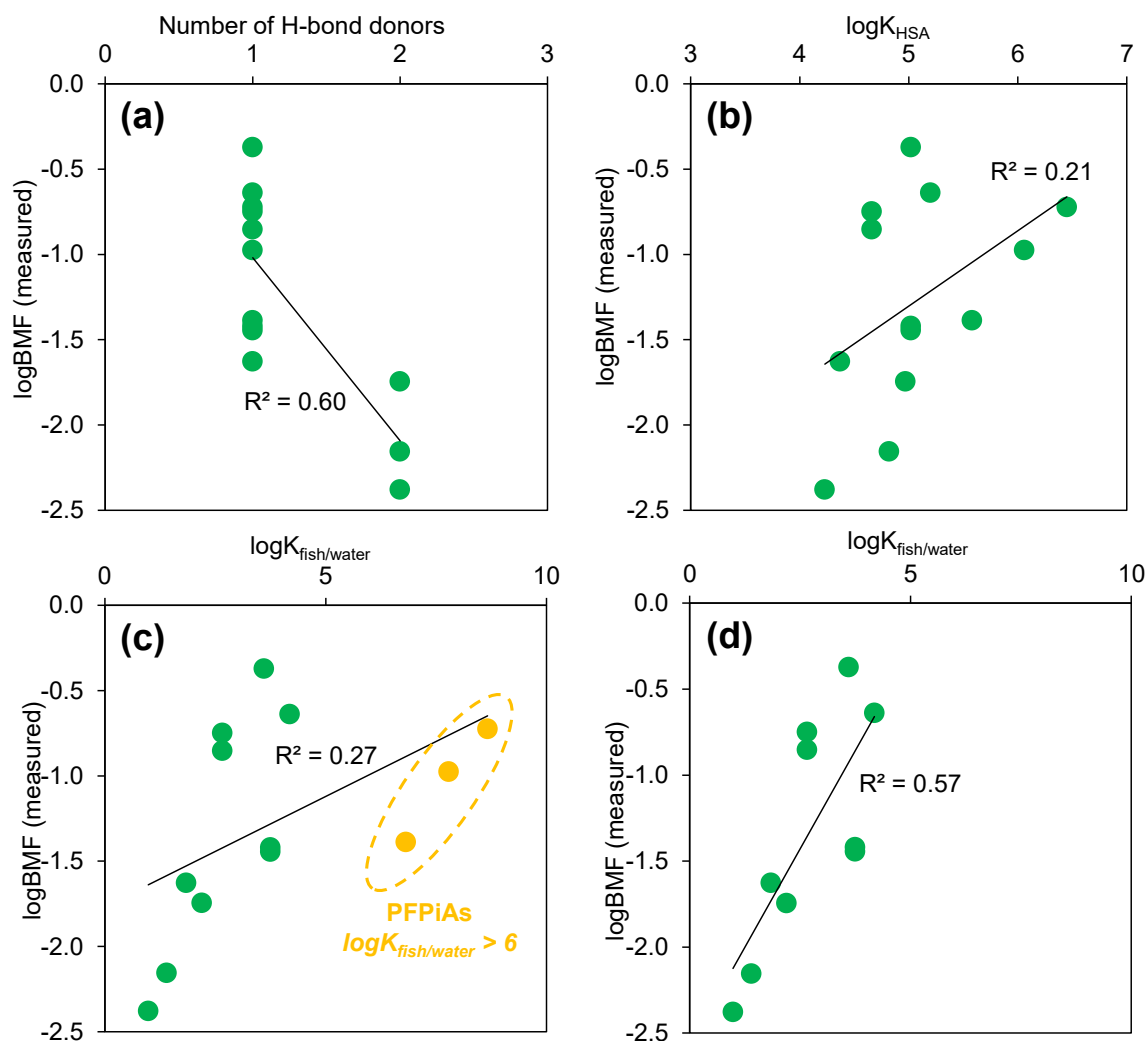 Number of H-bond donors
0 1 2 3
0.0
-0.5
-1.0
-1.5
-2.0
-2.5
logBMF (measured)
(a)
R² = 0.60
logK_HSA
3 4 5 6 7
0.0
-0.5
-1.0
-1.5
-2.0
-2.5
logBMF (measured)
(b)
R² = 0.21
logK_fish/water
0 5 10
0.0
-0.5
-1.0
-1.5
-2.0
-2.5
logBMF (measured)
(c)
R² = 0.27
PFPiAs
logK_fish/water > 6
logK_fish/water
0 5 10
0.0
-0.5
-1.0
-1.5
-2.0
-2.5
logBMF (measured)
(d)
R² = 0.57